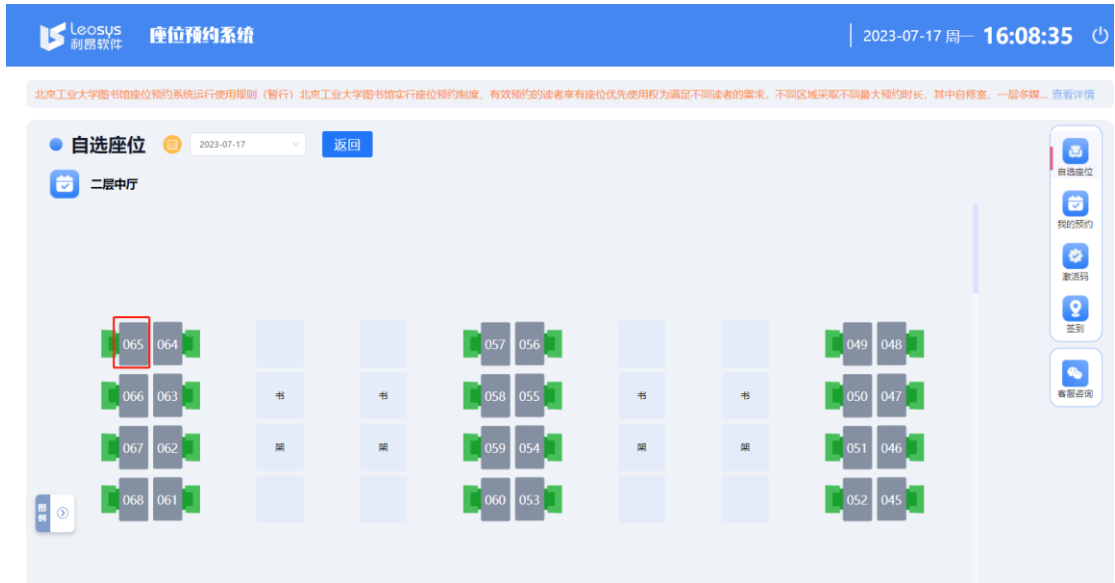 Leosys
利昂软件
座位预约系统
2023-07-17 周一 16:08:35
北京工业大学图书馆座位预约系统运行使用规则（暂行）北京工业大学图书馆实行座位预约制度，有效预约的读者享有座位优先使用权为满足不同读者的需求，不同区域采取不同最大预约时长，其中自修室，一层多媒... 查看详情
自选座位 2023-07-17 返回
二层中厅
自选座位
我的预约
激活码
签到
客服咨询
065 064 057 056 049 048
066 063 书 书 058 055 书 书 050 047
067 062 架 架 059 054 架 架 051 046
068 061 060 053 052 045
图例